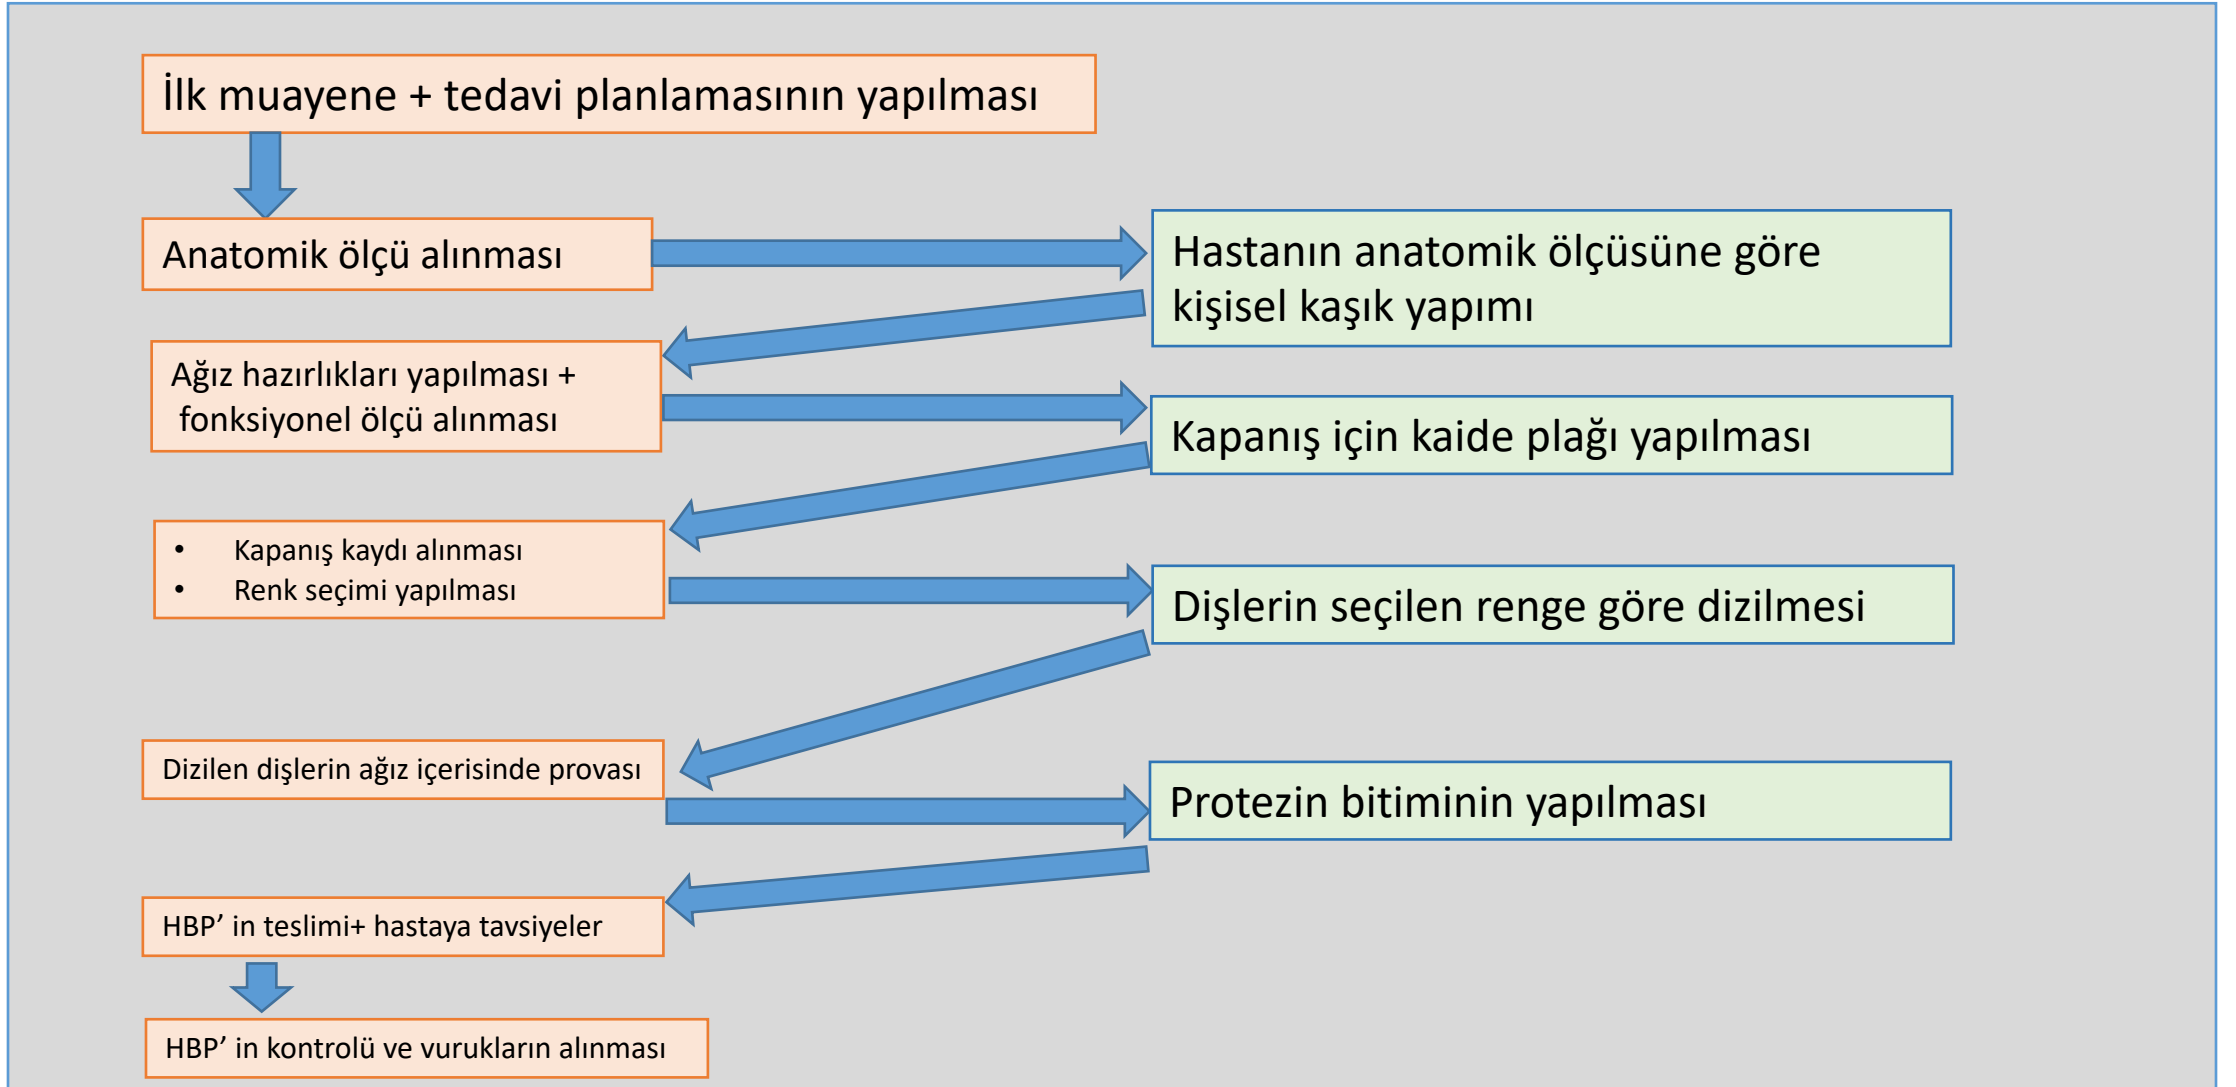 İlk muayene + tedavi planlamasının yapılması
Anatomik ölçü alınması
Hastanın anatomik ölçüsüne göre
kişisel kaşık yapımı
Ağız hazırlıkları yapılması +
fonksiyonel ölçü alınması
Kapanış için kaide plağı yapılması
• Kapanış kaydı alınması
• Renk seçimi yapılması
Dişlerin seçilen renge göre dizilmesi
Dizilen dişlerin ağız içerisinde provası
Protezin bitiminin yapılması
HBP’ in teslimi+ hastaya tavsiyeler
HBP’ in kontrolü ve vurukların alınması